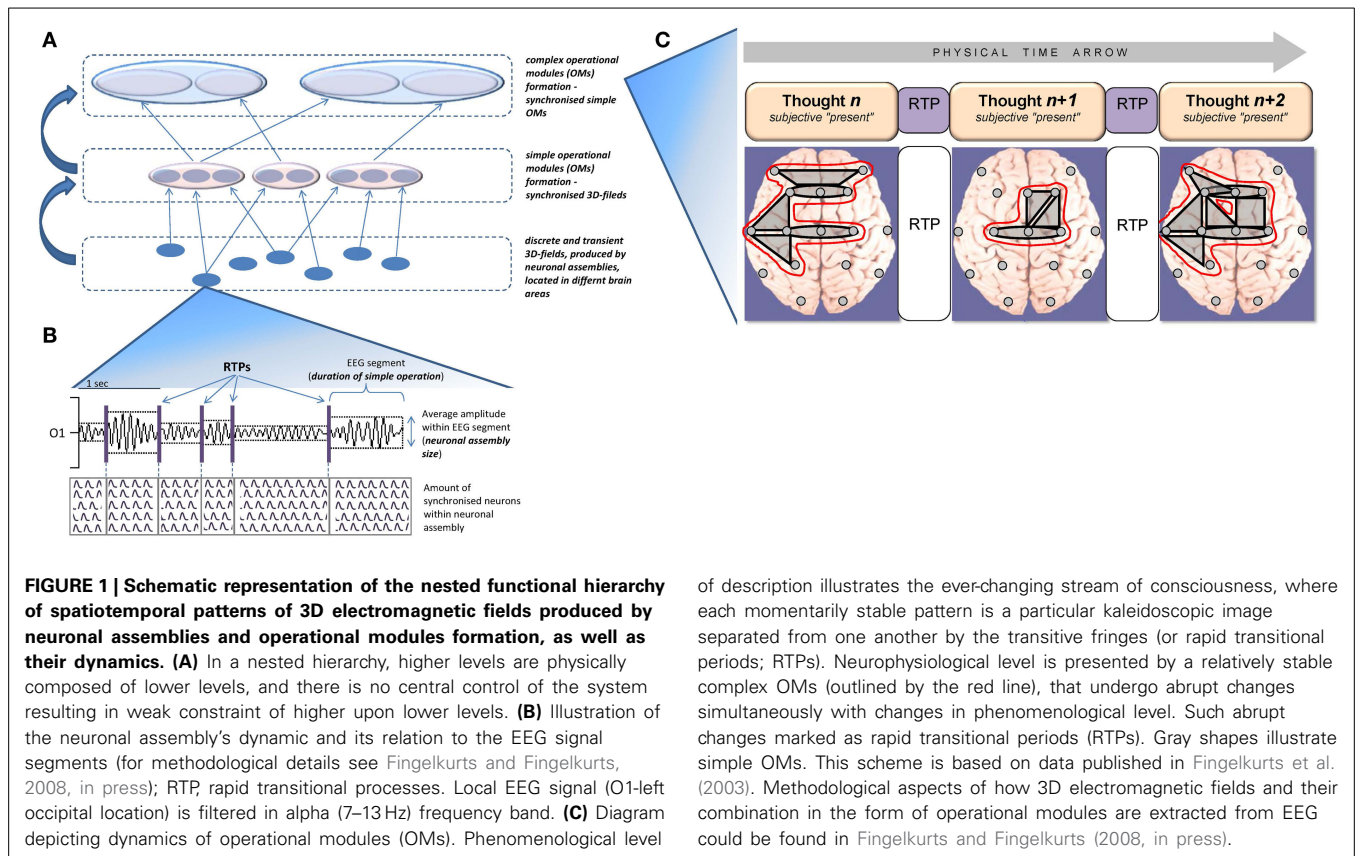 A
complex operational
modules (OMs)
formation -
synchronised simple
OMs
simple operational
modules (OMs)
formation -
synchronised 3D-fileds
discrete and transient
3D-fields, produced by
neuronal assemblies,
located in differnt brain
areas
B
1 sec
RTPs
EEG segment
(duration of simple operation)
O1
Average amplitude
within EEG segment
(neuronal assembly
size)
Amount of
synchronised neurons
within neuronal
assembly
C
PHYSICAL TIME ARROW
Thought n
subjective "present"
RTP
Thought n+1
subjective "present"
RTP
Thought n+2
subjective "present"
RTP
RTP
FIGURE 1 | Schematic representation of the nested functional hierarchy
of spatiotemporal patterns of 3D electromagnetic fields produced by
neuronal assemblies and operational modules formation, as well as
their dynamics. (A) In a nested hierarchy, higher levels are physically
composed of lower levels, and there is no central control of the system
resulting in weak constraint of higher upon lower levels. (B) Illustration of
the neuronal assembly's dynamic and its relation to the EEG signal
segments (for methodological details see Fingelkurts and Fingelkurts,
2008, in press); RTP, rapid transitional processes. Local EEG signal (O1-left
occipital location) is filtered in alpha (7–13 Hz) frequency band. (C) Diagram
depicting dynamics of operational modules (OMs). Phenomenological level
of description illustrates the ever-changing stream of consciousness, where
each momentarily stable pattern is a particular kaleidoscopic image
separated from one another by the transitive fringes (or rapid transitional
periods; RTPs). Neurophysiological level is presented by a relatively stable
complex OMs (outlined by the red line), that undergo abrupt changes
simultaneously with changes in phenomenological level. Such abrupt
changes marked as rapid transitional periods (RTPs). Gray shapes illustrate
simple OMs. This scheme is based on data published in Fingelkurts et al.
(2003). Methodological aspects of how 3D electromagnetic fields and their
combination in the form of operational modules are extracted from EEG
could be found in Fingelkurts and Fingelkurts (2008, in press).